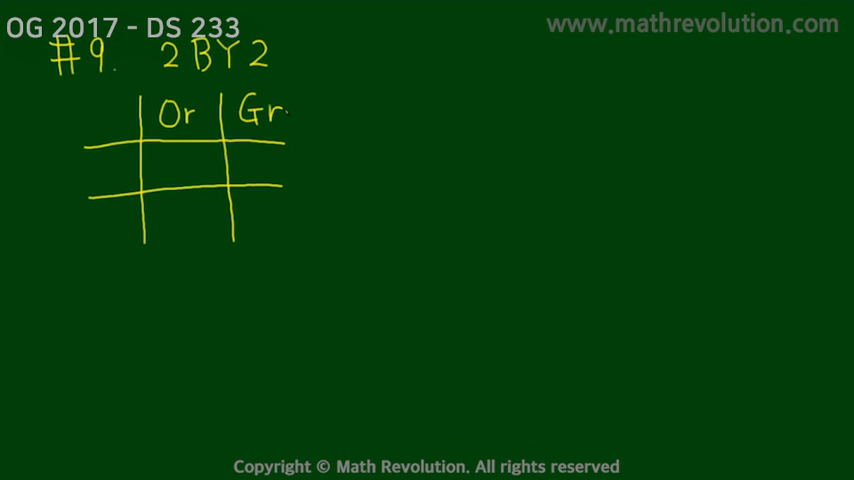 OG 2017 - DS 233
www.mathrevolution.com
#9. 2BY2
Or Gr
Copyright © Math Revolution. All rights reserved